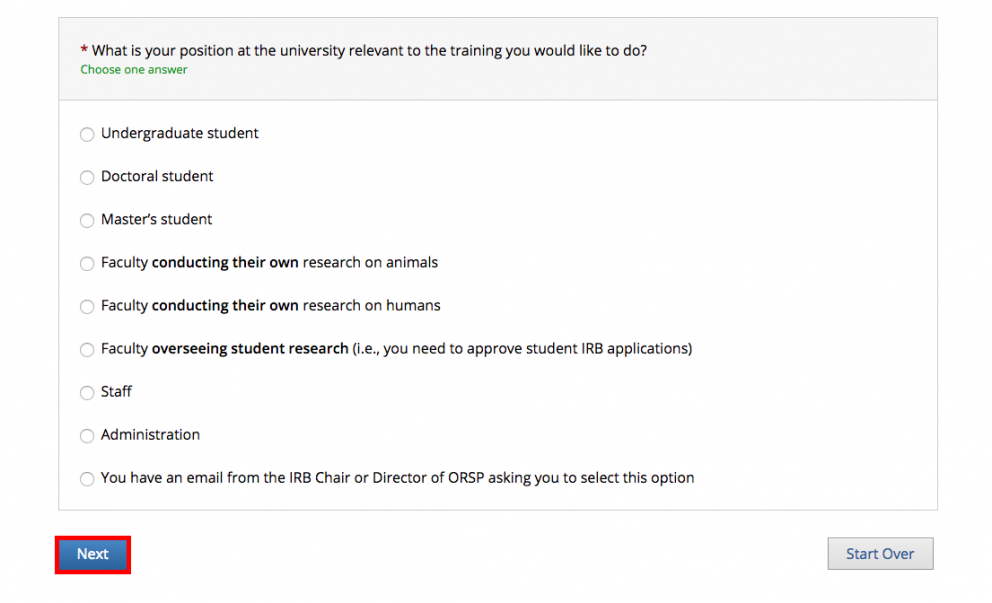 * What is your position at the university relevant to the training you would like to do?
Choose one answer
Undergraduate student
Doctoral student
Master's student
Faculty conducting their own research on animals
Faculty conducting their own research on humans
Faculty overseeing student research (i.e., you need to approve student IRB applications)
Staff
Administration
You have an email from the IRB Chair or Director of ORSP asking you to select this option
Next
Start Over